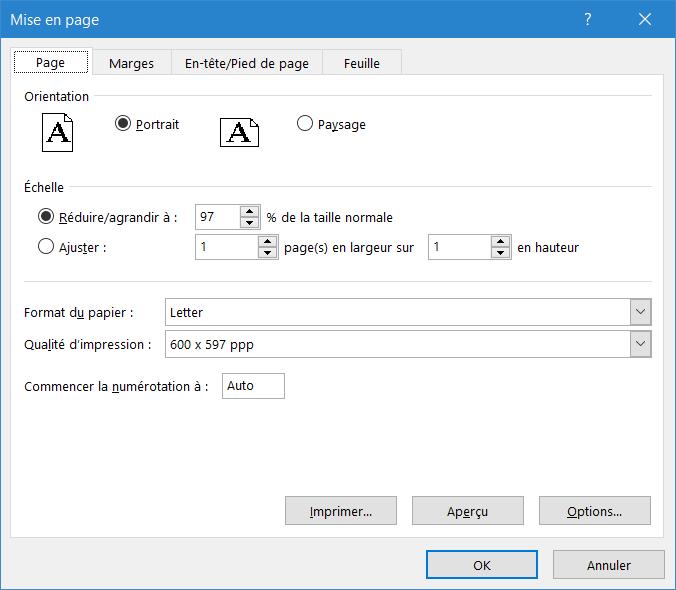 Mise en page
?
Page Marges En-tête/Pied de page Feuille
Orientation
A Portrait A Paysage
Échelle
Réduire/agrandir à : 97 % de la taille normale
Ajuster : 1 page(s) en largeur sur 1 en hauteur
Format du papier : Letter
Qualité d'impression : 600 x 597 ppp
Commencer la numérotation à : Auto
Imprimer... Aperçu Options...
OK Annuler